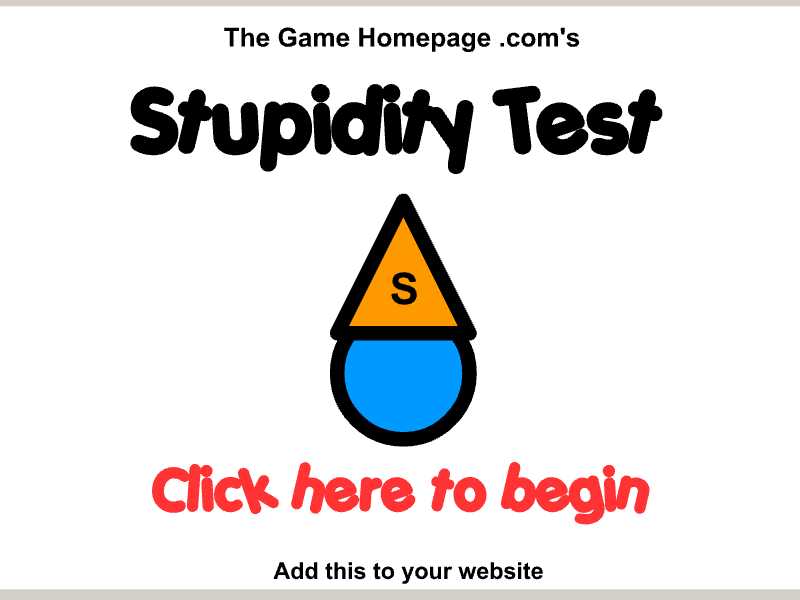 The Game Homepage .com's
Stupidity Test
S
Click here to begin
Add this to your website